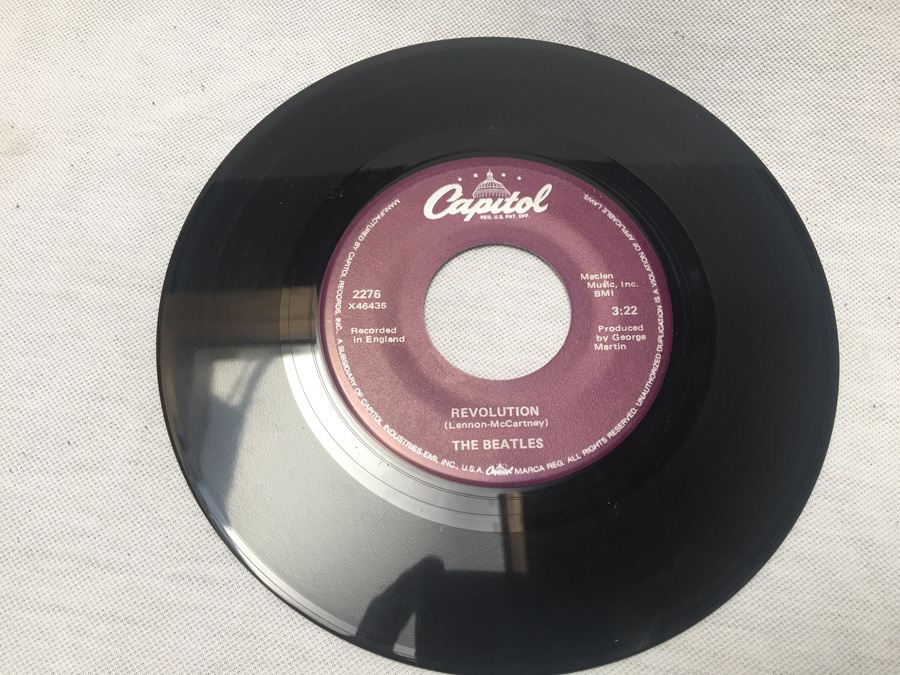 Capitol
REG. U.S. PAT. OFF.
2276
X46435
Recorded
in England
Maclen
Music, Inc.
BMI
3:22
Produced
by George
Martin
REVOLUTION
(Lennon-McCartney)
THE BEATLES
MANUFACTURED BY CAPITOL RECORDS, INC., A SUBSIDIARY OF CAPITOL INDUSTRIES-EMI, INC., U.S.A. Capitol MARCA REG. ALL RIGHTS RESERVED. UNAUTHORIZED DUPLICATION IS A VIOLATION OF APPLICABLE LAWS